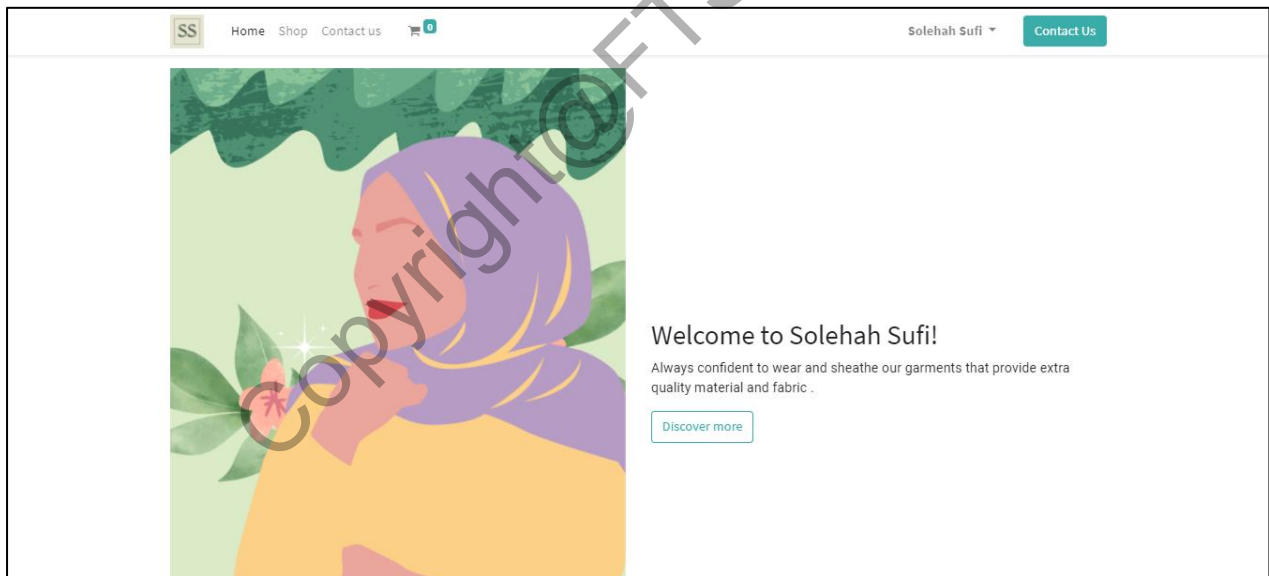 SS
Home Shop Contact us 0
Solehah Sufi
Contact Us
Welcome to Solehah Sufi!
Always confident to wear and sheathe our garments that provide extra
quality material and fabric .
Discover more
Copyright@FTS